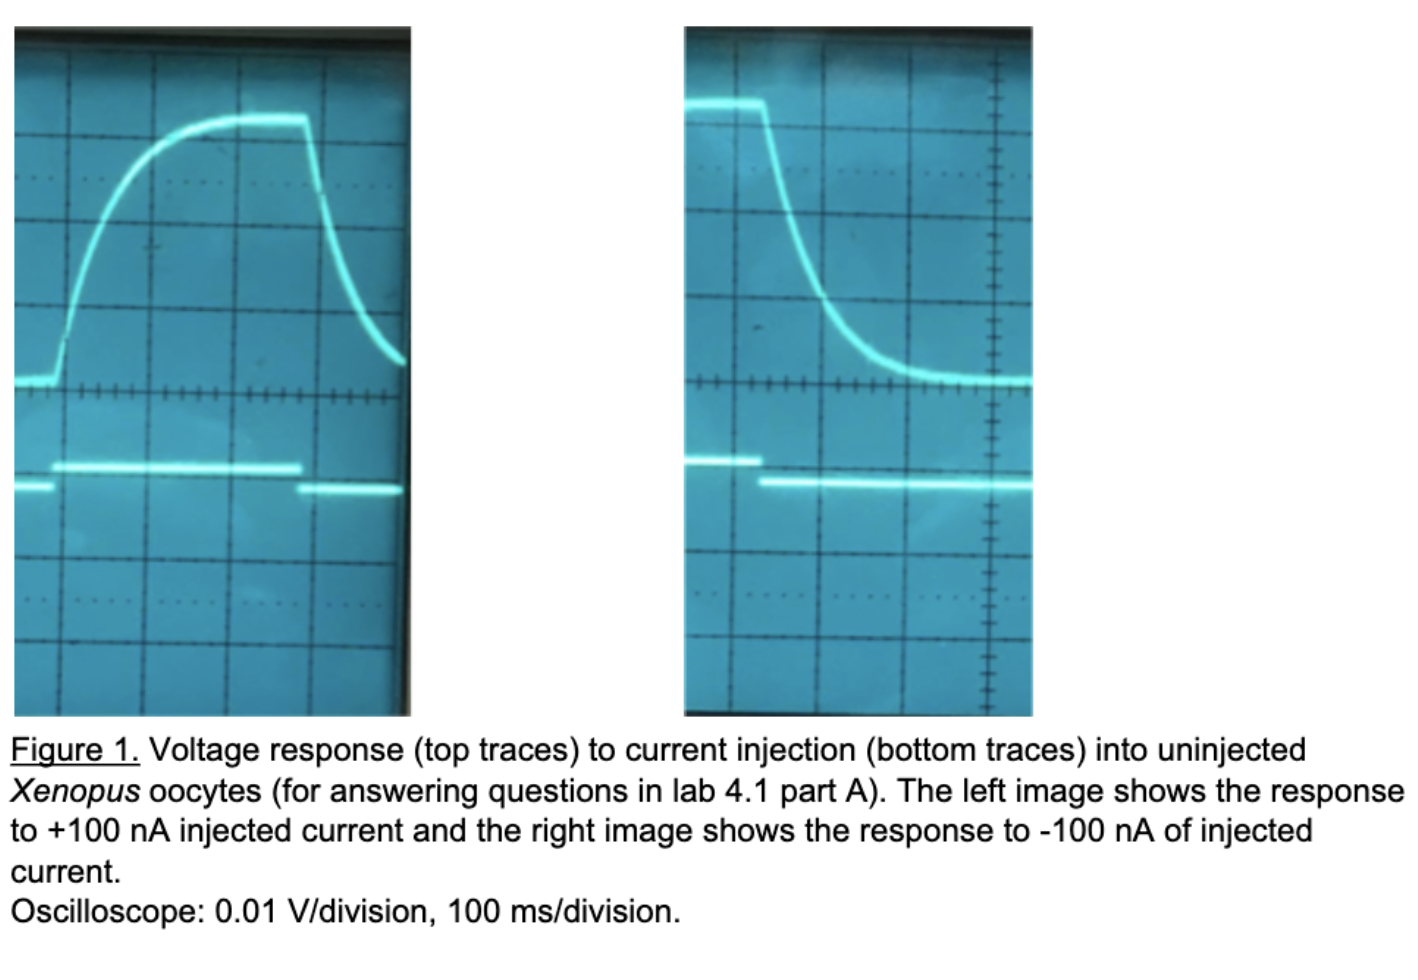 Figure 1. Voltage response (top traces) to current injection (bottom traces) into uninjected
Xenopus oocytes (for answering questions in lab 4.1 part A). The left image shows the response
to +100 nA injected current and the right image shows the response to -100 nA of injected
current.
Oscilloscope: 0.01 V/division, 100 ms/division.